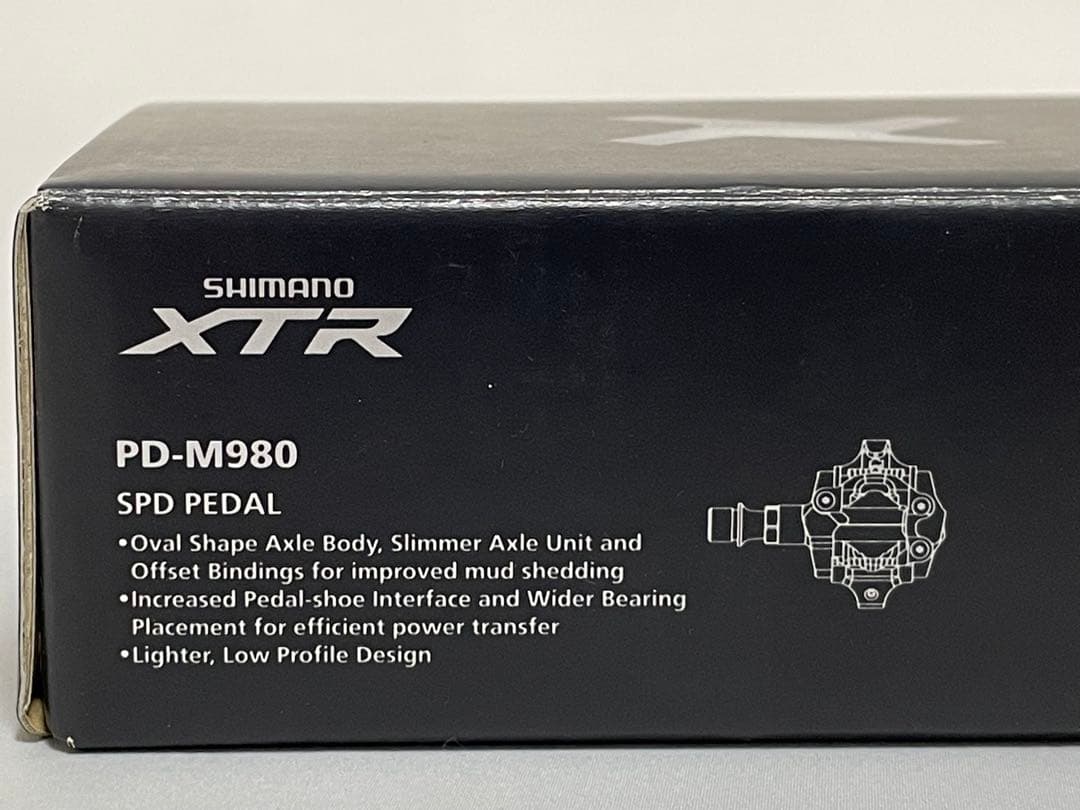 SHIMANO
XTR
PD-M980
SPD PEDAL
•Oval Shape Axle Body, Slimmer Axle Unit and
Offset Bindings for improved mud shedding
•Increased Pedal-shoe Interface and Wider Bearing
Placement for efficient power transfer
•Lighter, Low Profile Design